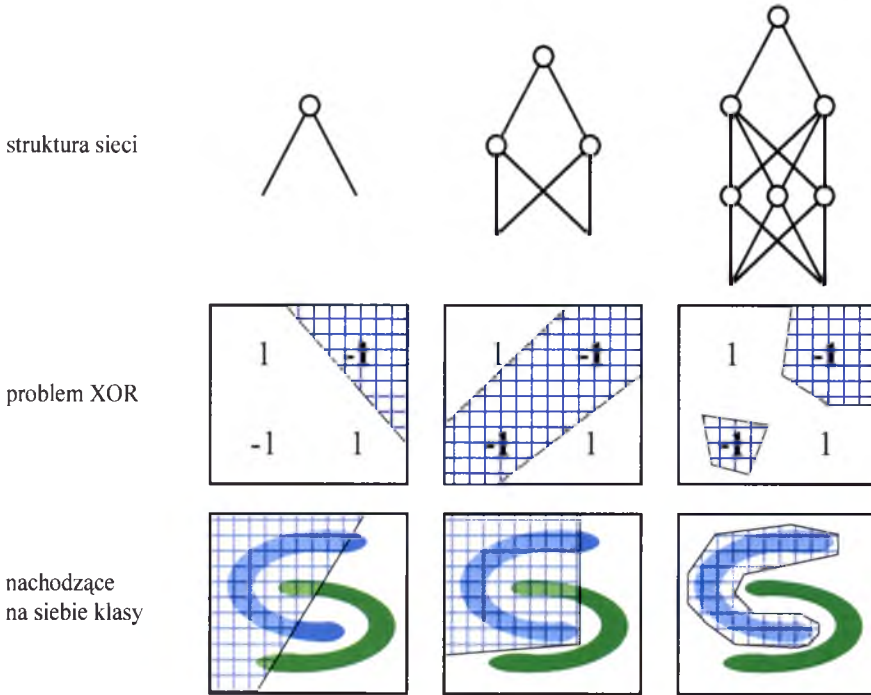 struktura sieci
problem XOR
1 -1
-1 1
1 -1
-1 1
1 -1
-1 1
nachodzące
na siebie klasy